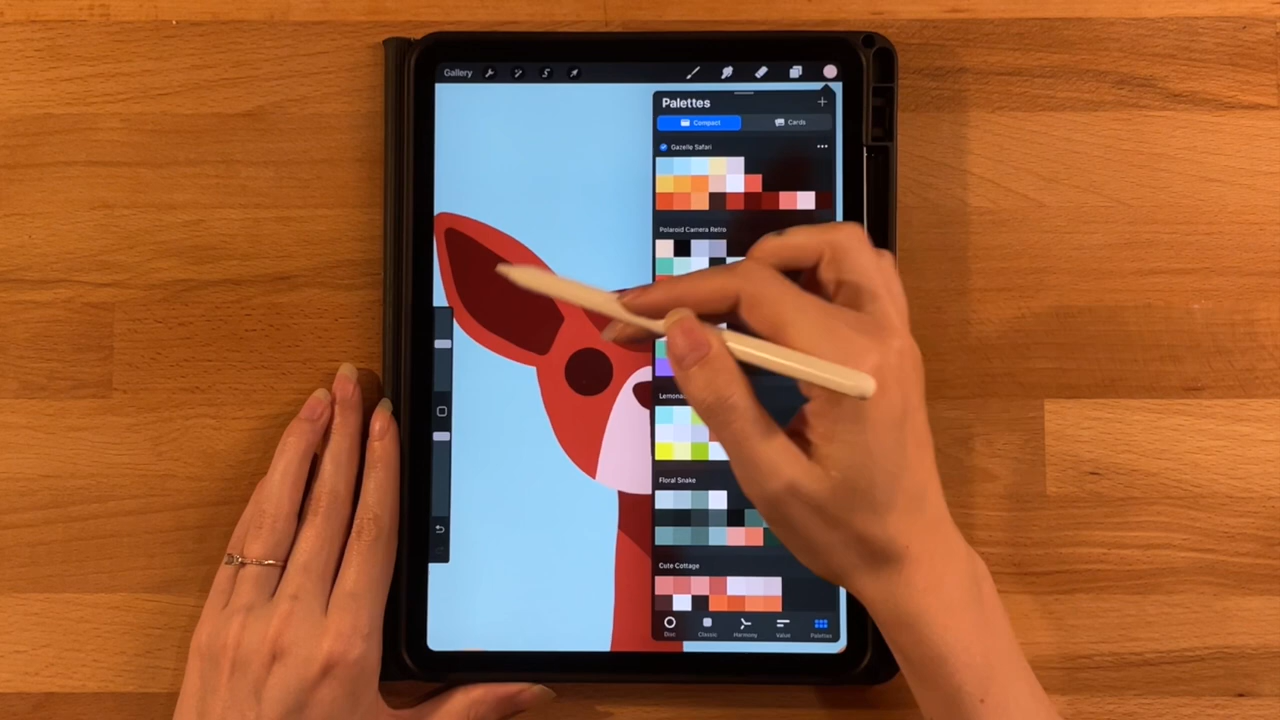 Gallery
Palettes
Compact
Cards
Gazelle Safari
Polaroid Camera Retro
Floral Snake
Cute Cottage
Disc
Classic
Harmony
Value
Palettes